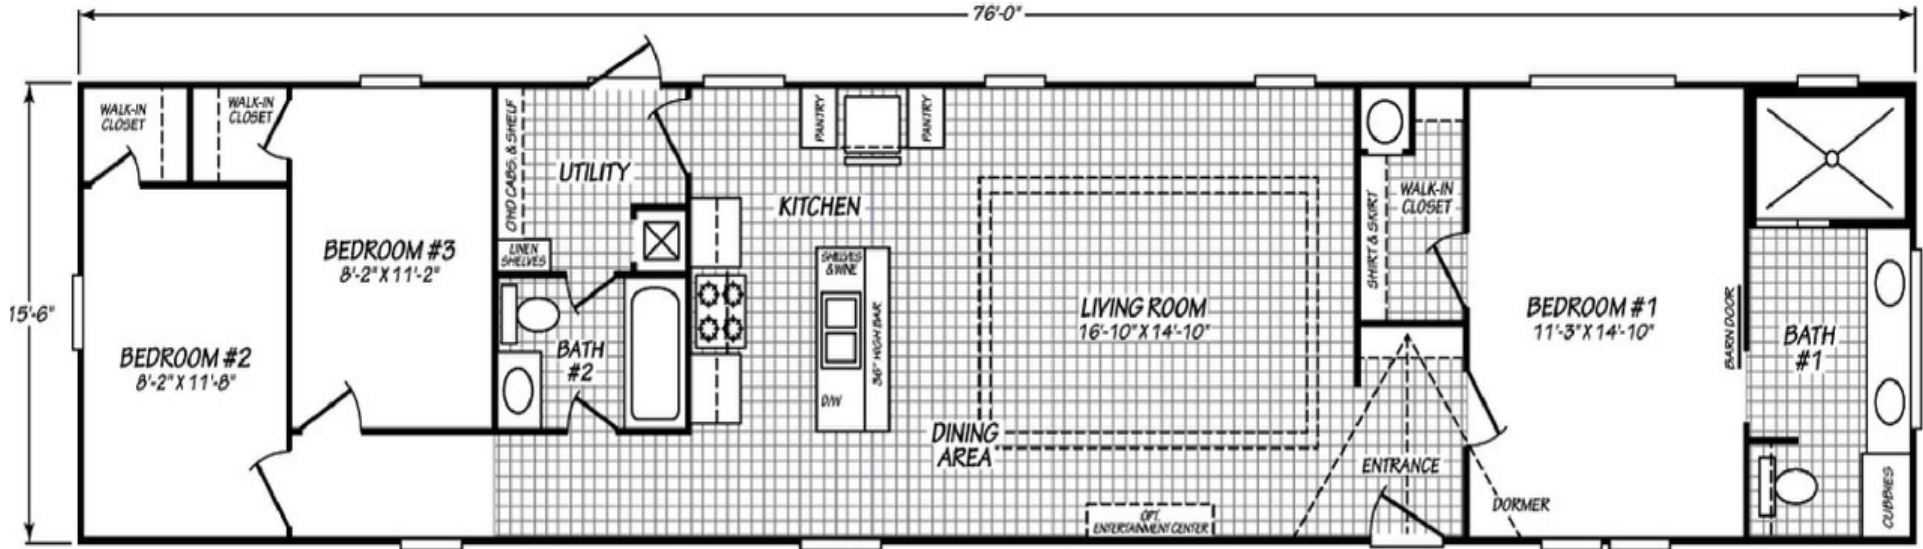 76'-0"
WALK-IN
CLOSET
WALK-IN
CLOSET
O'HD CABS. & SHELF
UTILITY
PANTRY
PANTRY
KITCHEN
SHIRT & SKIRT
WALK-IN
CLOSET
BEDROOM #3
8'-2" X 11'-2"
LINEN
SHELVES
SHELVES
& WINE
15'-6"
LIVING ROOM
16'-10" X 14'-10"
BEDROOM #1
11'-3" X 14'-10"
BARN DOOR
BATH
#1
BEDROOM #2
8'-2" X 11'-8"
BATH
#2
36" HIGH BAR
D/W
DINING
AREA
ENTRANCE
DORMER
CUBBIES
OPT.
ENTERTAINMENT CENTER